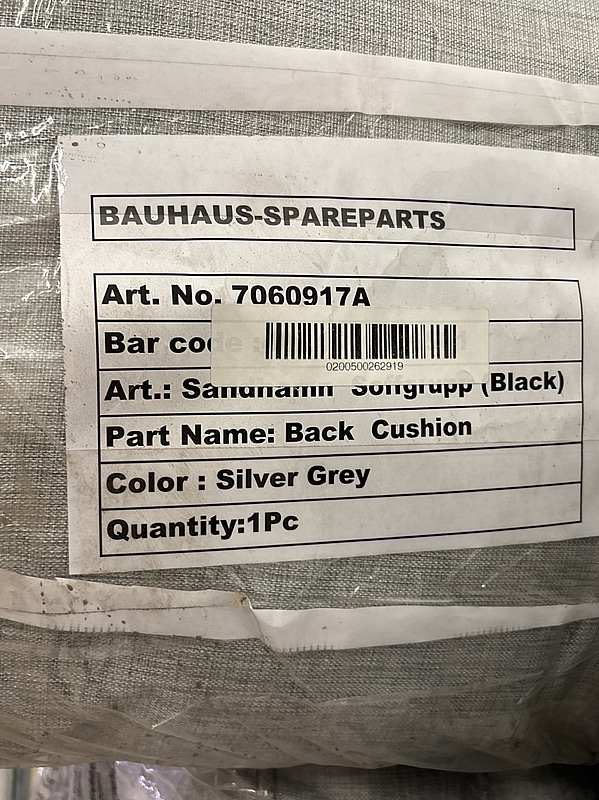 BAUHAUS-SPAREPARTS
Art. No. 7060917A
Bar code
0200500262919
Art.: Sandhamn Soffgrupp (Black)
Part Name: Back Cushion
Color : Silver Grey
Quantity:1Pc